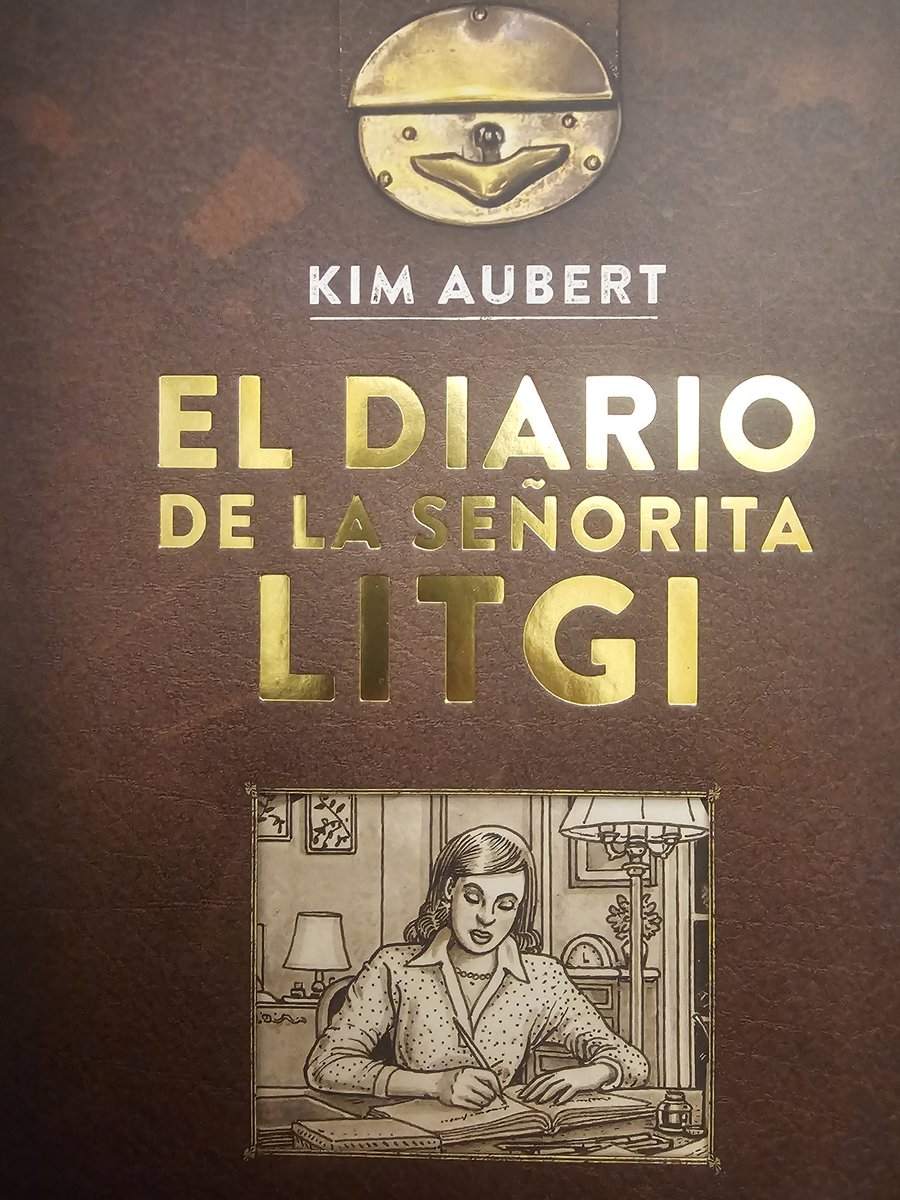 KIM AUBERT
EL DIARIO
DE LA SEÑORITA
LITGI